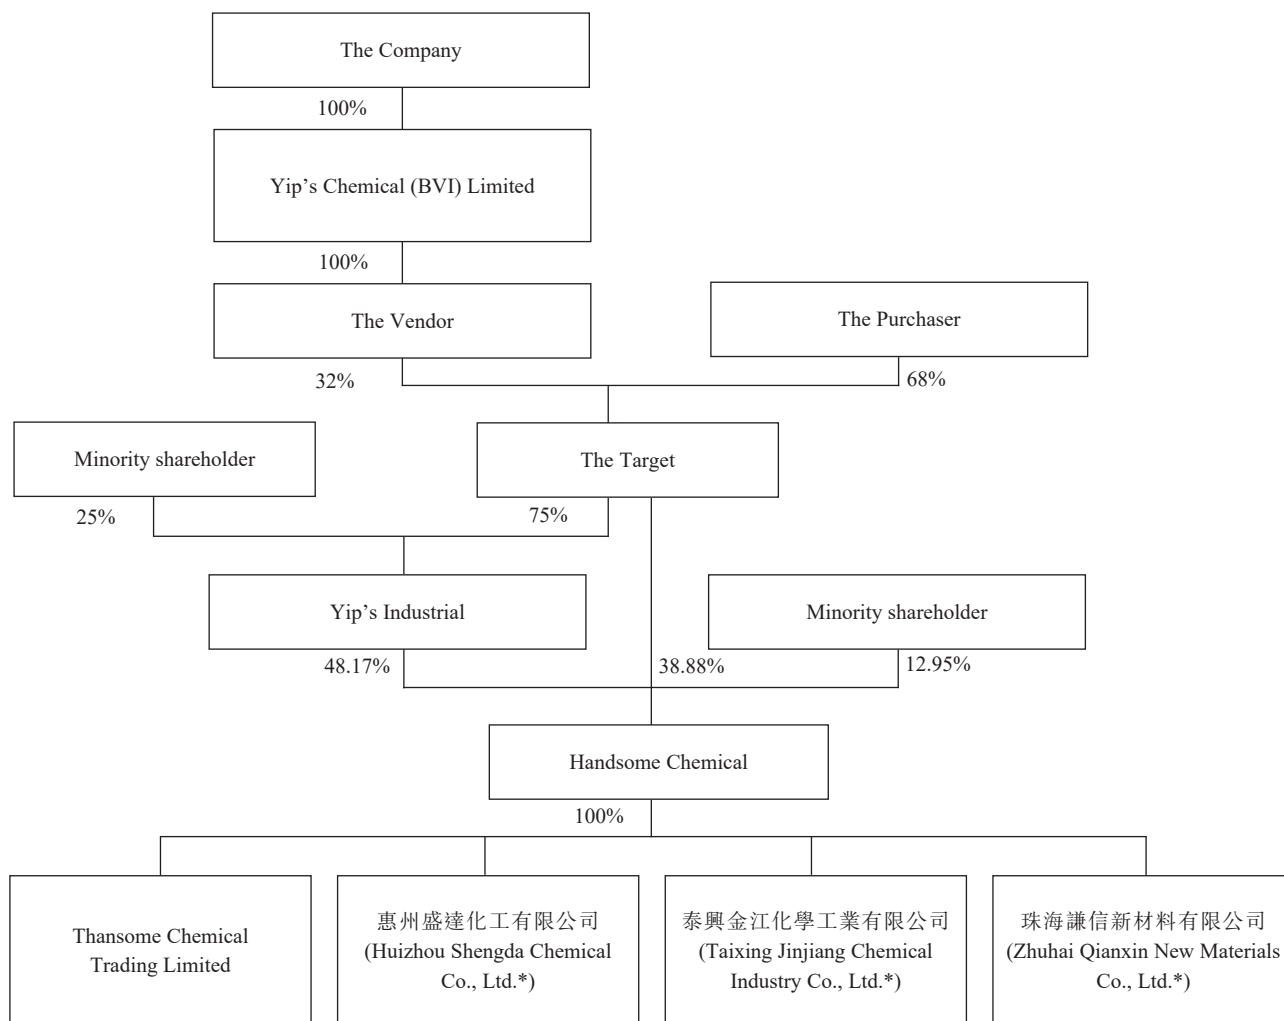 The Company
100%
Yip’s Chemical (BVI) Limited
100%
The Vendor
The Purchaser
32%
68%
Minority shareholder
The Target
25%
75%
Yip’s Industrial
Minority shareholder
48.17%
38.88%
12.95%
Handsome Chemical
100%
Thansome Chemical
Trading Limited
惠州盛達化工有限公司
(Huizhou Shengda Chemical
Co., Ltd.*)
泰興金江化學工業有限公司
(Taixing Jinjiang Chemical
Industry Co., Ltd.*)
珠海謙信新材料有限公司
(Zhuhai Qianxin New Materials
Co., Ltd.*)